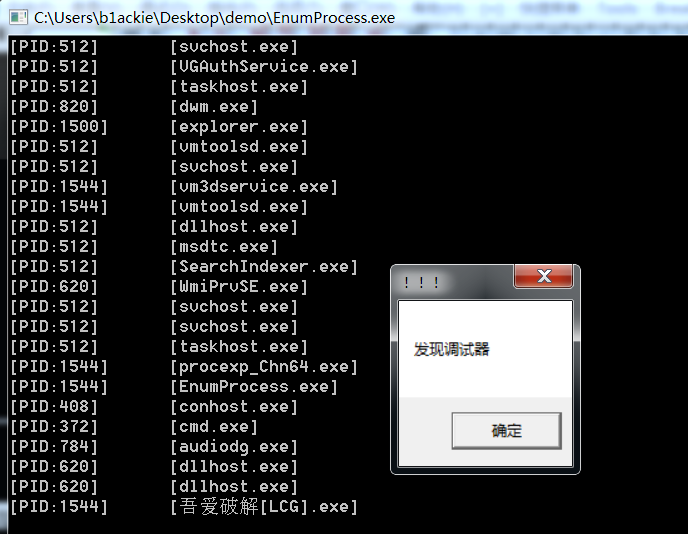 C:\Users\b1ackie\Desktop\demo\EnumProcess.exe
[PID:512] [svchost.exe]
[PID:512] [VGAuthService.exe]
[PID:512] [taskhost.exe]
[PID:820] [dwm.exe]
[PID:1500] [explorer.exe]
[PID:512] [vmtoolsd.exe]
[PID:512] [svchost.exe]
[PID:1544] [vm3dservice.exe]
[PID:1544] [vmtoolsd.exe]
[PID:512] [dllhost.exe]
[PID:512] [msdtc.exe]
[PID:512] [SearchIndexer.exe]
[PID:620] [WmiPrvSE.exe]
[PID:512] [svchost.exe]
[PID:512] [svchost.exe]
[PID:512] [taskhost.exe]
[PID:1544] [procexp_Chn64.exe]
[PID:1544] [EnumProcess.exe]
[PID:408] [conhost.exe]
[PID:372] [cmd.exe]
[PID:784] [audiodg.exe]
[PID:620] [dllhost.exe]
[PID:620] [dllhost.exe]
[PID:1544] [吾爱破解[LCG].exe]
!!!
发现调试器
确定